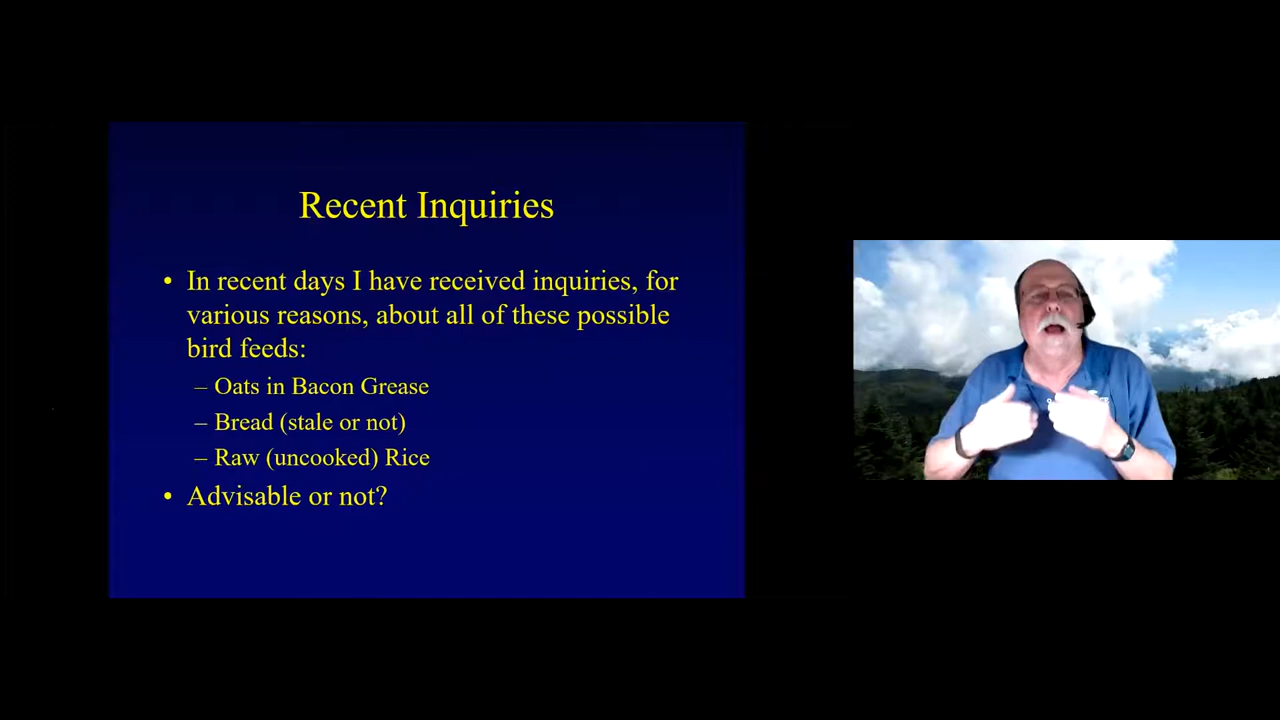 Recent Inquiries
• In recent days I have received inquiries, for
various reasons, about all of these possible
bird feeds:
– Oats in Bacon Grease
– Bread (stale or not)
– Raw (uncooked) Rice
• Advisable or not?